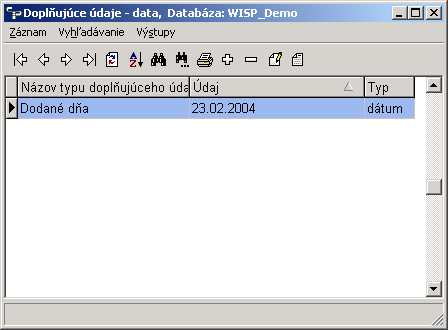 Doplňujúce údaje - data, Databáza: WISP_Demo
Záznam Vyhľadávanie Výstupy
Názov typu doplňujúceho úda Údaj Typ
Dodané dňa 23.02.2004 dátum